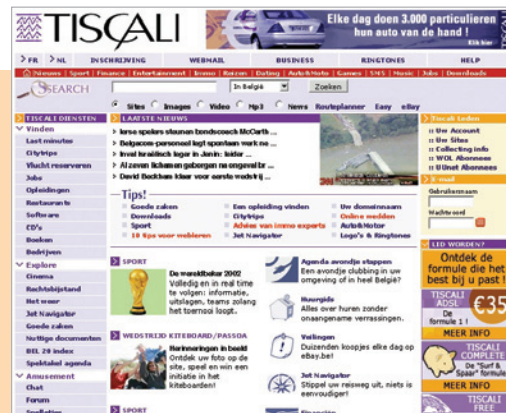 TISCALI
Elke dag doen 3.000 particulieren
hun auto van de hand !
Klik hier
> FR > NL INSCHRIJVING WEBMAIL BUSINESS RINGTONES HELP
Nieuws | Sport | Finance | Entertainment | Immo | Reizen | Dating | Auto&Moto | Games | SMS | Music | Jobs | Downloads
SEARCH
In België
Zoeken
Sites Images Video Mp3 News Routeplanner Easy eBay
TISCALI DIENSTEN
Vinden
Last minutes
Citytrips
Vlucht reserveren
Jobs
Opleidingen
Restaurants
Software
CD's
Boeken
Bedrijven
Explore
Cinema
Rechtsbijstand
Het weer
Jet Navigator
Goede zaken
Nuttige documenten
BEL 20 index
Spektakel agenda
Amusement
Chat
Forum
LAATSTE NIEUWS
> Ierse spelers steunen bondscoach McCarth ...
> Belgacom-personeel legt spontaan werk ne ...
> Inval Israëlisch leger in Jenin: leider ...
> Al zeven lichamen geborgen na ongeval br ...
> David Beckham klaar voor eerste wedstrij ...
Tips!
Goede zaken
Downloads
Sport
10 tips voor webleren
Een opleiding vinden
Citytrips
Advies van immo experts
Jet Navigator
Uw domeinnaam
Online wedden
Auto&Motor
Logo's & Ringtones
SPORT
De wereldbeker 2002
Volledig en in real time
te volgen: informatie,
uitslagen, teams zolang
het toernooi loopt.
WEDSTRIJD KITEBOARD/PASSOA
Herinneringen in beeld
Ontdek uw foto op de
site, speel en win een
initiatie in het
kiteboarden!
SPORT
Agenda avondje stappen
Een avondje clubbing in uw
omgeving of in heel België?
Huurgids
Alles over huren zonder
onaangename verrassingen.
Veilingen
Duizenden koopjes elke dag op
eBay.be!
Jet Navigator
Stippel uw reisweg uit, niets is
eenvoudiger!
Tiscali Leden
:: Uw Account
:: Uw Sites
:: Collecting info
:: WOL Abonnees
:: UUnet Abonnees
E-mail
Gebruikersnaam
Wachtwoord
LID WORDEN?
Ontdek de
formule die het
best bij u past !
TISCALI
ADSL
€35
De
formule 1 !
MEER INFO
TISCALI
COMPLETE
De "Surf &
Spaar" formule
MEER INFO
TISCALI
FREE